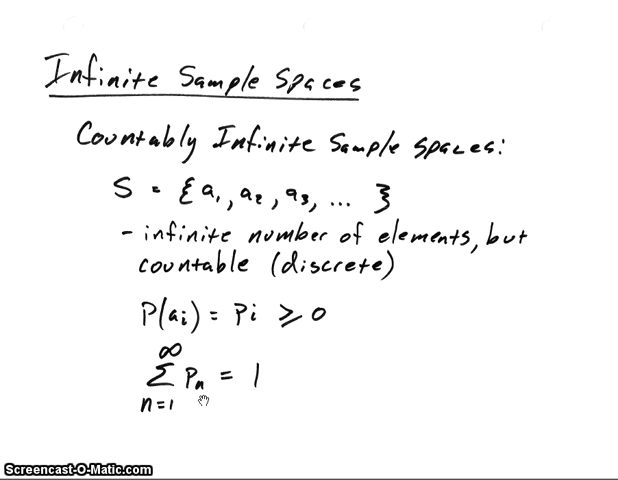 Infinite Sample Spaces
Countably Infinite Sample spaces:
S = {a₁, a₂, a₃, ... }
- infinite number of elements, but
countable (discrete)
P(aᵢ) = Pi ≥ 0
∞
Σ Pₙ = 1
n=1
Screencast-O-Matic.com